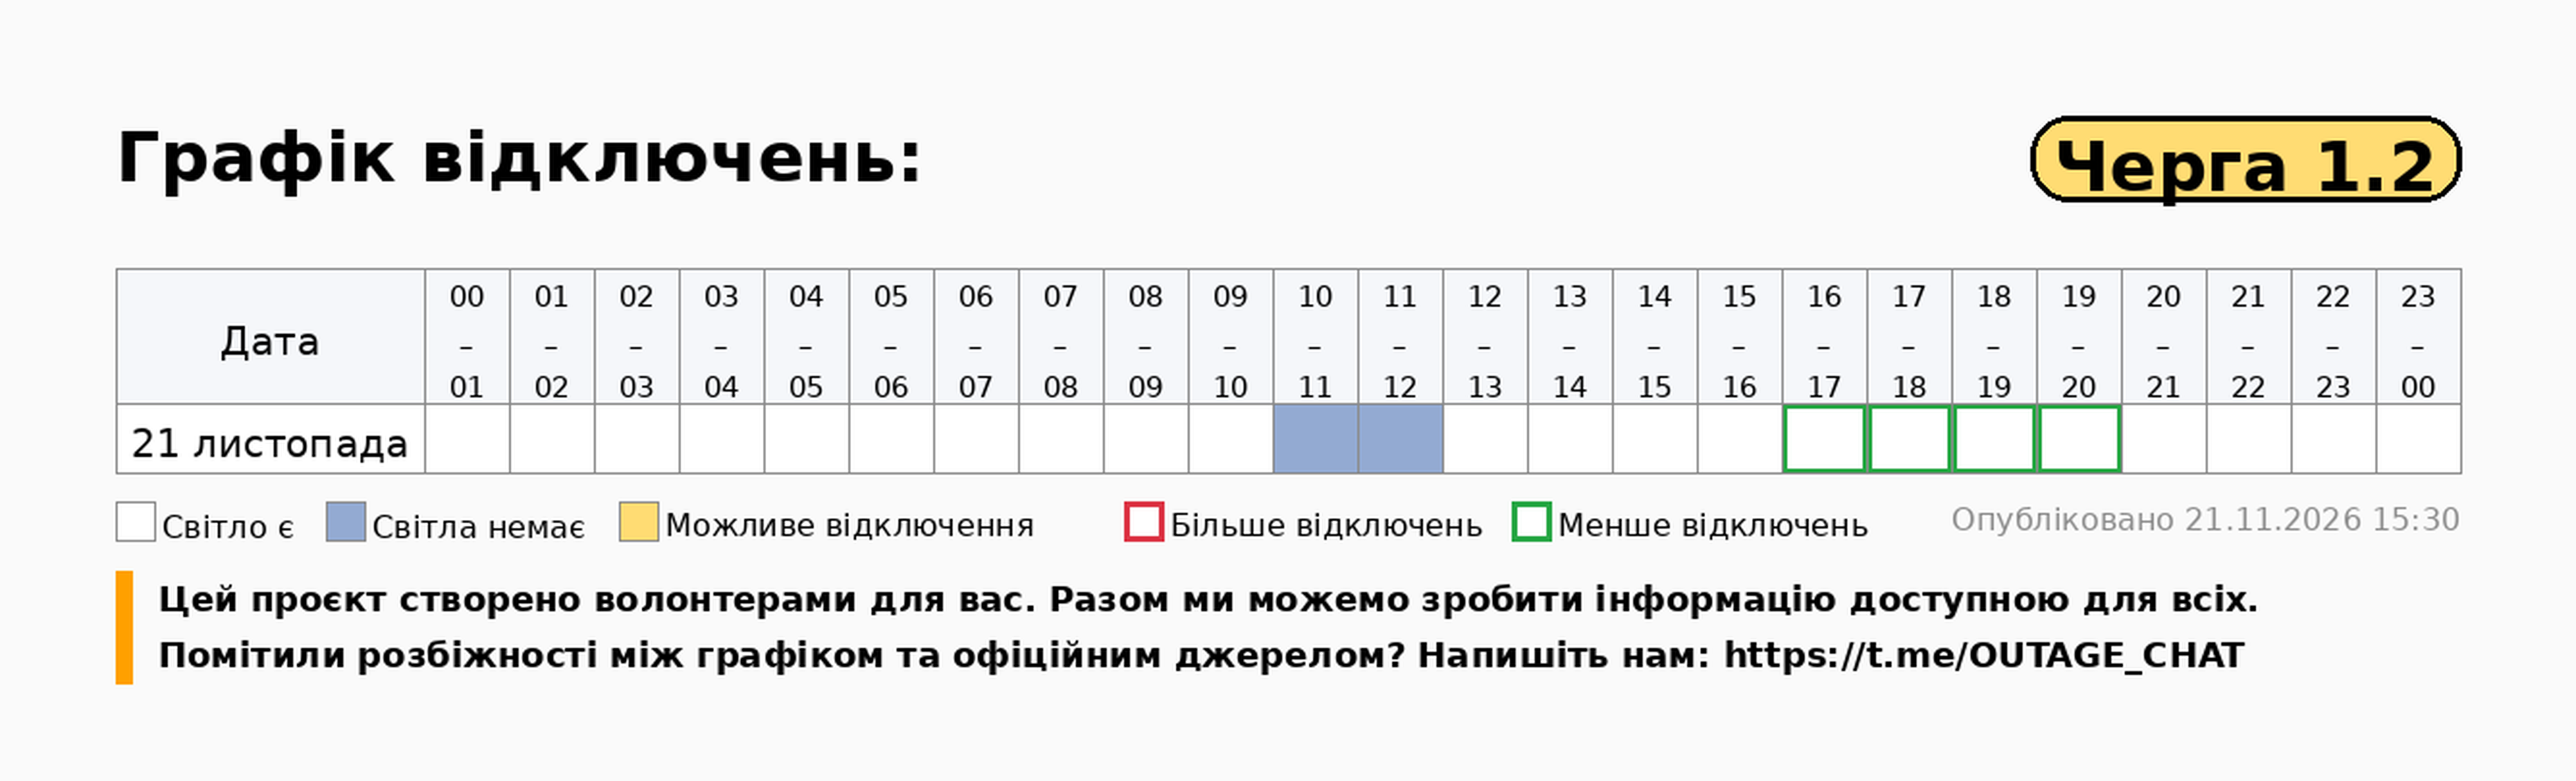 Графік відключень:
Черга 1.2
Дата 00 – 01 01 – 02 02 – 03 03 – 04 04 – 05 05 – 06 06 – 07 07 – 08 08 – 09 09 – 10 10 – 11 11 – 12 12 – 13 13 – 14 14 – 15 15 – 16 16 – 17 17 – 18 18 – 19 19 – 20 20 – 21 21 – 22 22 – 23 23 – 00
21 листопада
Світло є Світла немає Можливе відключення Більше відключень Менше відключень Опубліковано 21.11.2026 15:30
Цей проєкт створено волонтерами для вас. Разом ми можемо зробити інформацію доступною для всіх.
Помітили розбіжності між графіком та офіційним джерелом? Напишіть нам: https://t.me/OUTAGE_CHAT